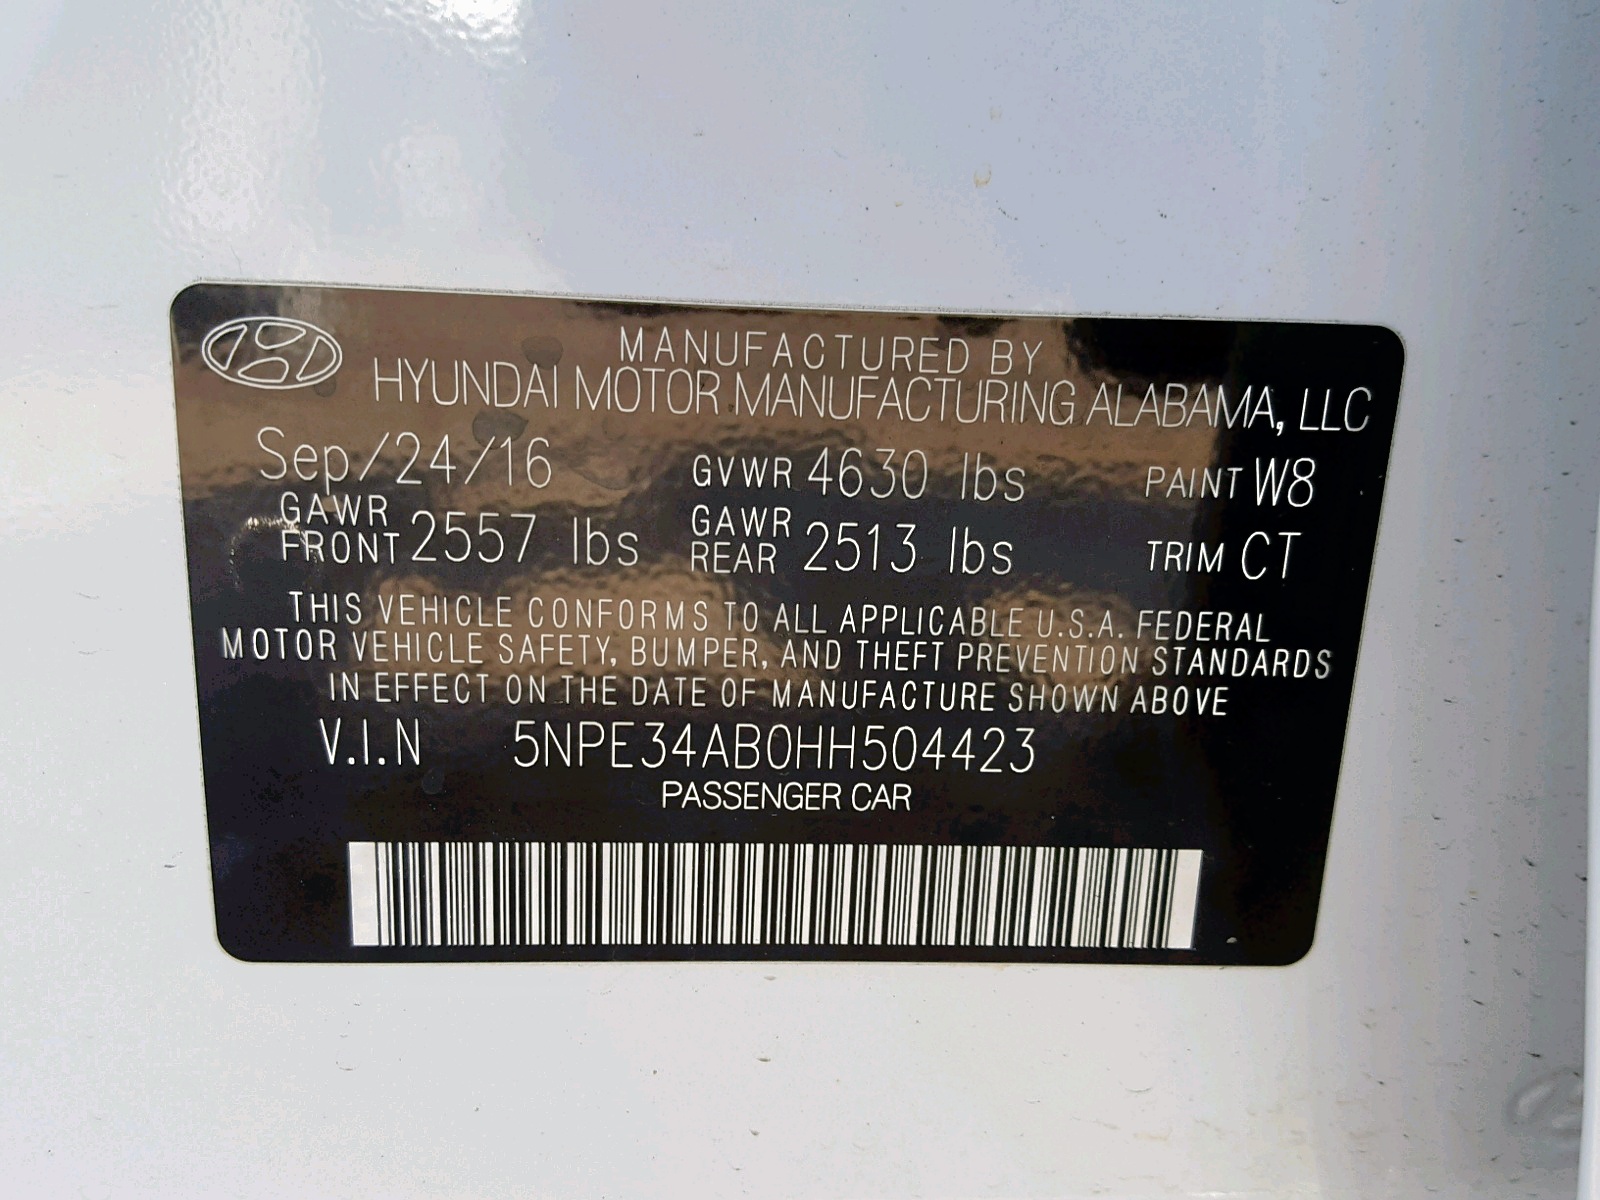 MANUFACTURED BY
HYUNDAI MOTOR MANUFACTURING ALABAMA, LLC
Sep/24/16 GVWR 4630 lbs PAINT W8
GAWR FRONT 2557 lbs GAWR REAR 2513 lbs TRIM CT
THIS VEHICLE CONFORMS TO ALL APPLICABLE U.S.A. FEDERAL
MOTOR VEHICLE SAFETY, BUMPER, AND THEFT PREVENTION STANDARDS
IN EFFECT ON THE DATE OF MANUFACTURE SHOWN ABOVE
V.I.N 5NPE34AB0HH504423
PASSENGER CAR